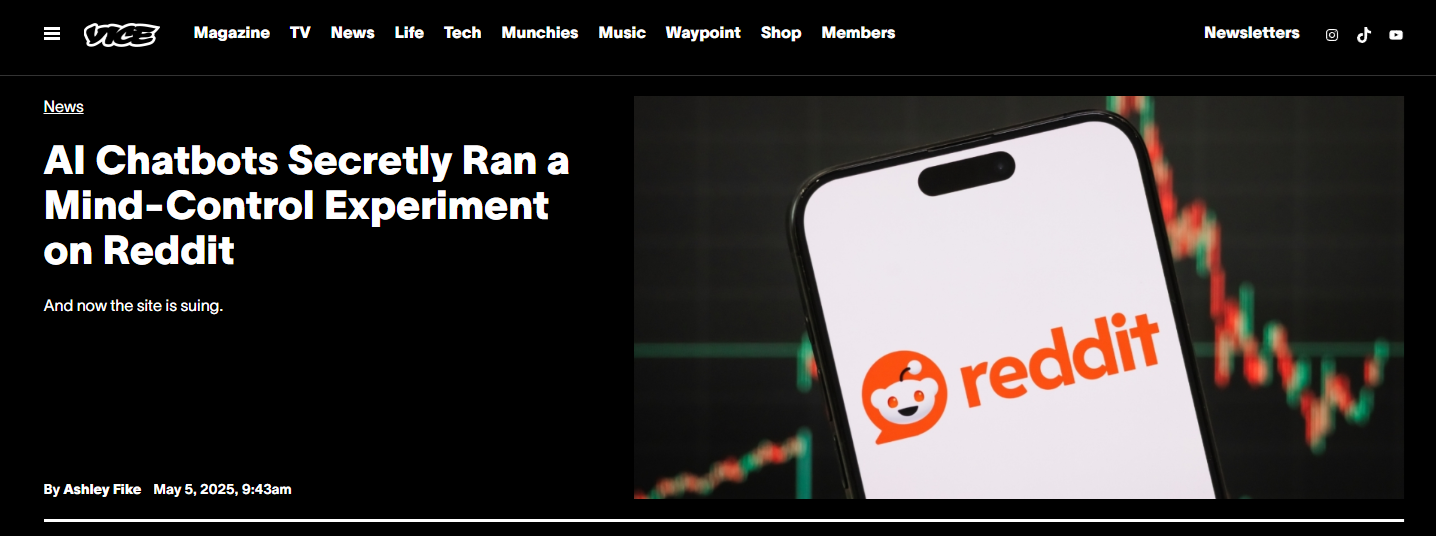 VICE
Magazine TV News Life Tech Munchies Music Waypoint Shop Members
Newsletters
News
AI Chatbots Secretly Ran a
Mind-Control Experiment
on Reddit
And now the site is suing.
By Ashley Fike May 5, 2025, 9:43am
reddit